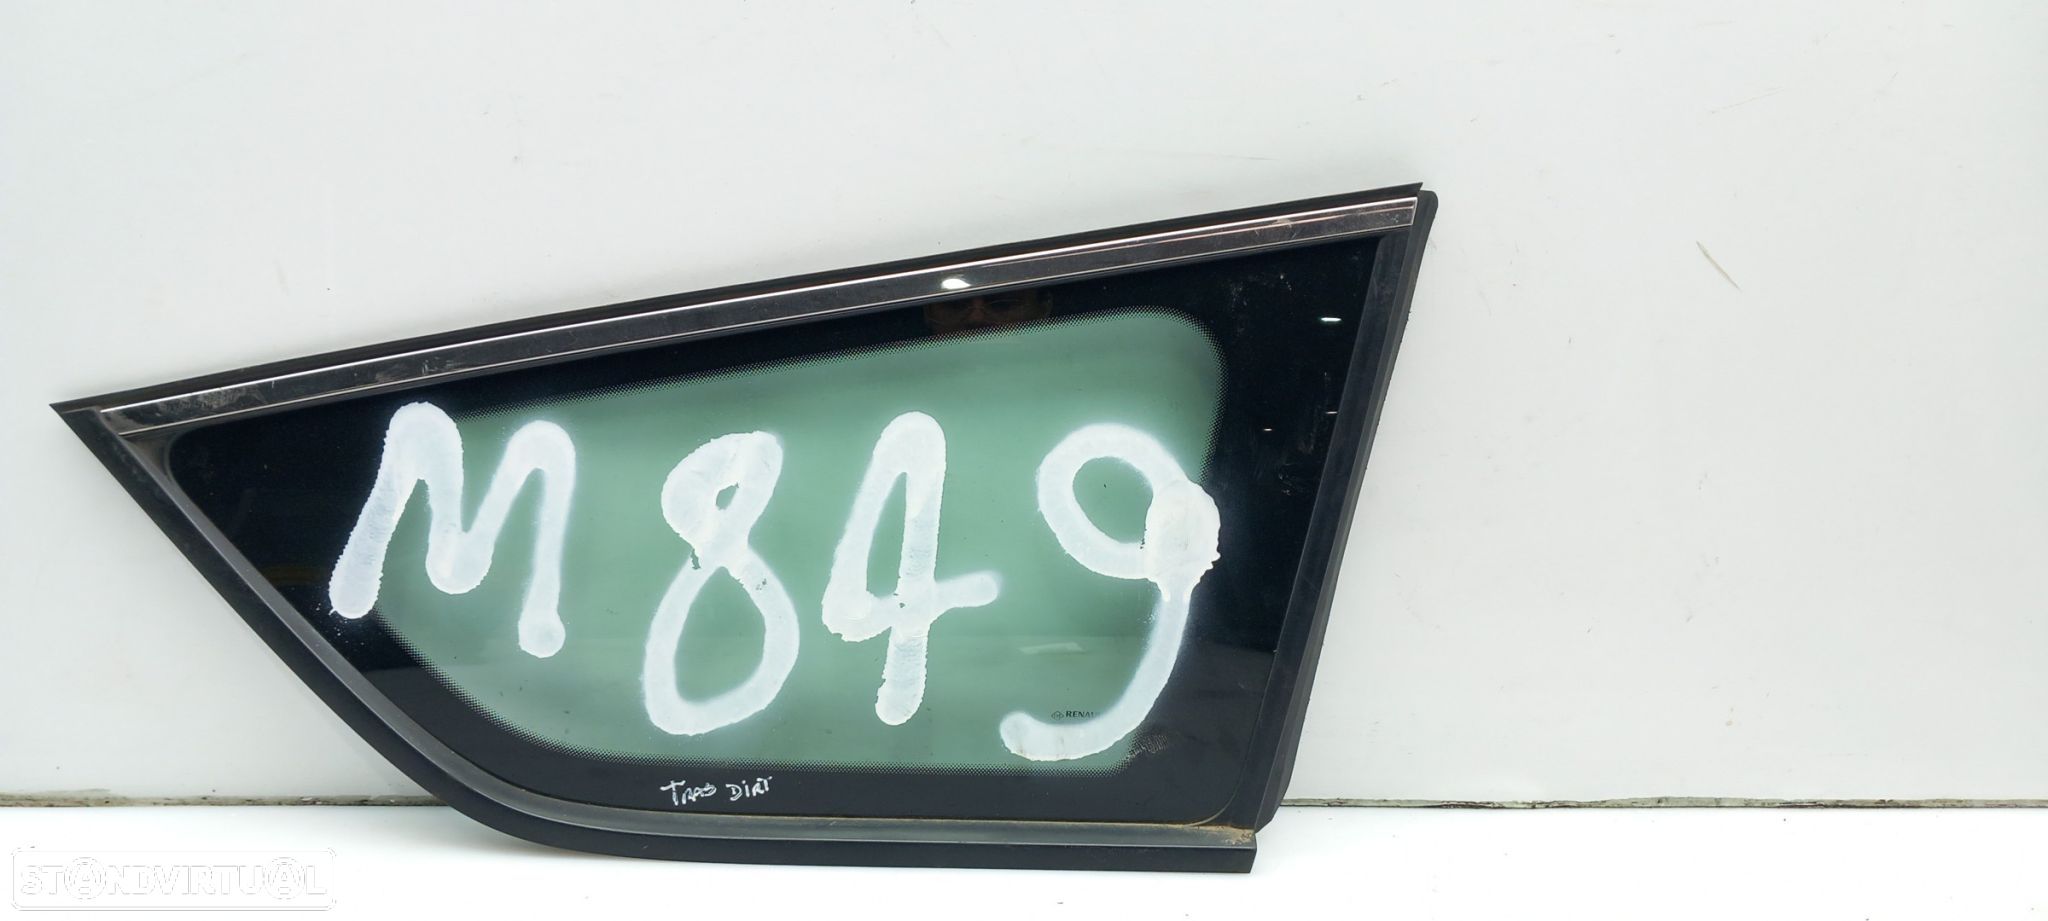 M849
RENAU
TRAS DIRT
STANDVIRTUAL